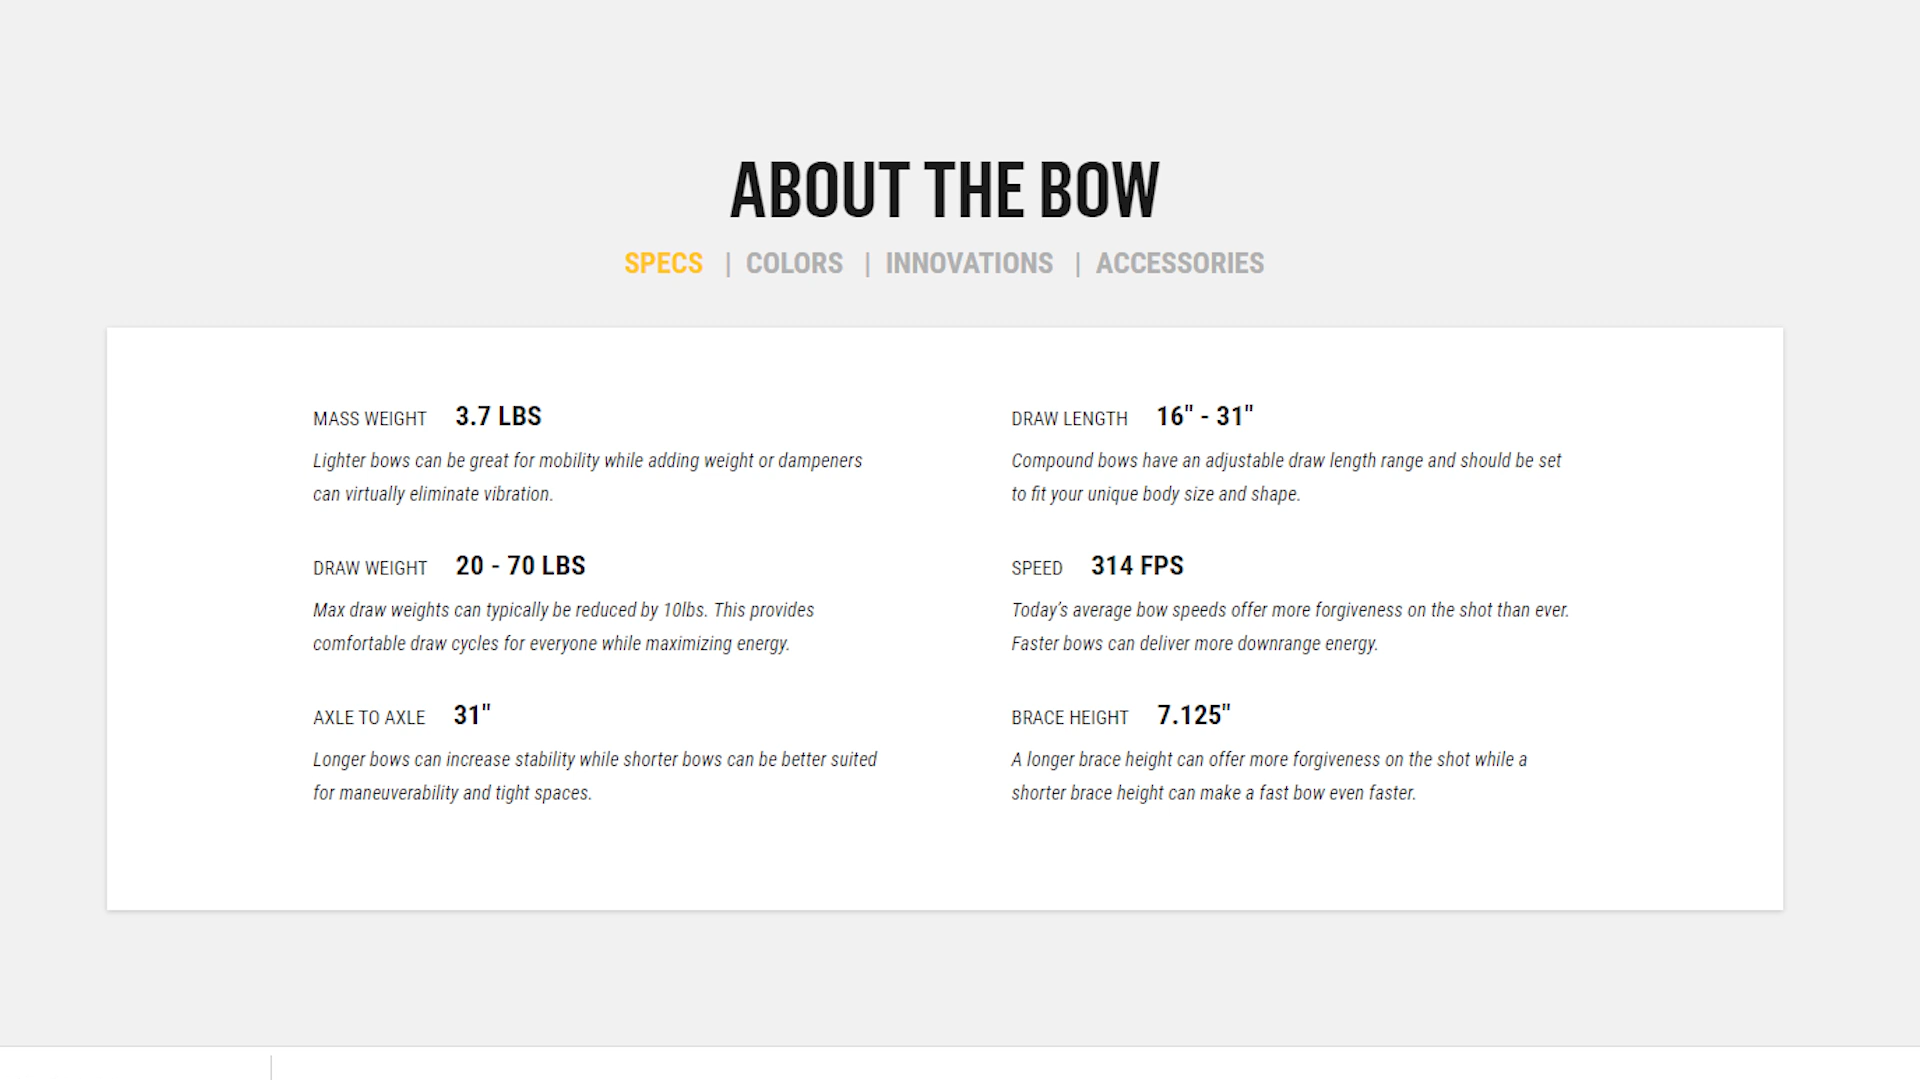 ABOUT THE BOW
SPECS | COLORS | INNOVATIONS | ACCESSORIES
MASS WEIGHT 3.7 LBS
Lighter bows can be great for mobility while adding weight or dampeners
can virtually eliminate vibration.
DRAW LENGTH 16" - 31"
Compound bows have an adjustable draw length range and should be set
to fit your unique body size and shape.
DRAW WEIGHT 20 - 70 LBS
Max draw weights can typically be reduced by 10lbs. This provides
comfortable draw cycles for everyone while maximizing energy.
SPEED 314 FPS
Today’s average bow speeds offer more forgiveness on the shot than ever.
Faster bows can deliver more downrange energy.
AXLE TO AXLE 31"
Longer bows can increase stability while shorter bows can be better suited
for maneuverability and tight spaces.
BRACE HEIGHT 7.125"
A longer brace height can offer more forgiveness on the shot while a
shorter brace height can make a fast bow even faster.